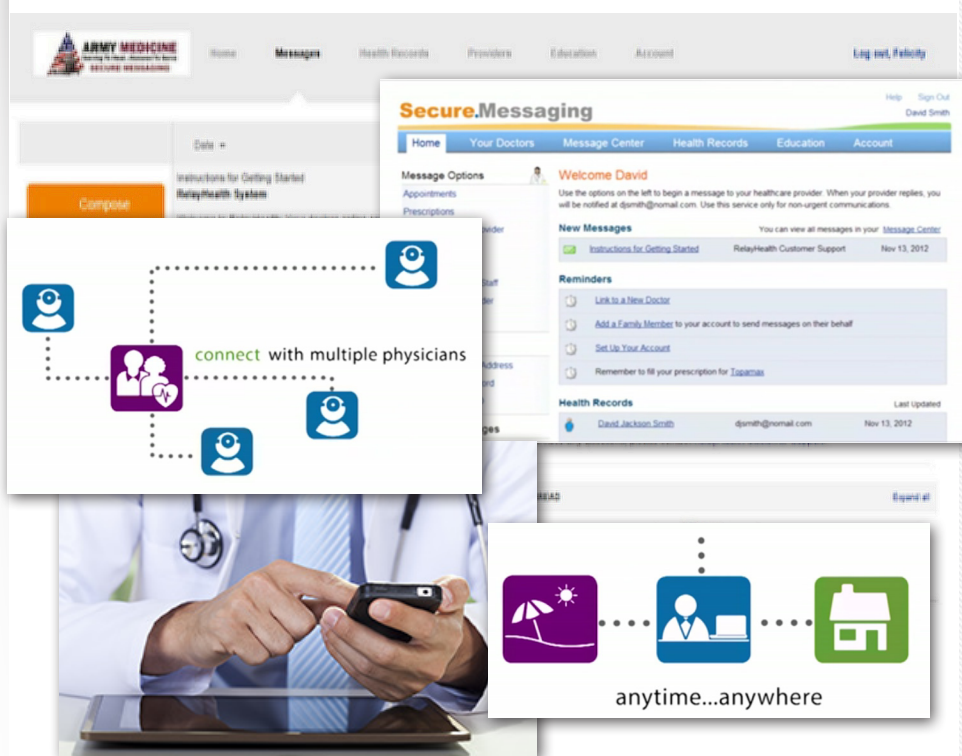 ARMY MEDICINE
SECURE MESSAGING
Home Messages Health Records Providers Education Account
Log out, Felicity
Date
Instructions for Getting Started
RelayHealth System
Compose
Help Sign Out
David Smith
Secure.Messaging
Home Your Doctors Message Center Health Records Education Account
Message Options
Appointments
Prescriptions
Welcome David
Use the options on the left to begin a message to your healthcare provider. When your provider replies, you
will be notified at djsmith@nomail.com. Use this service only for non-urgent communications.
New Messages You can view all messages in your Message Center
Instructions for Getting Started RelayHealth Customer Support Nov 13, 2012
Reminders
Link to a New Doctor
Add a Family Member to your account to send messages on their behalf
Set Up Your Account
Remember to fill your prescription for Topamax
Health Records Last Updated
David Jackson Smith djsmith@nomail.com Nov 13, 2012
connect with multiple physicians
Expand all
anytime...anywhere